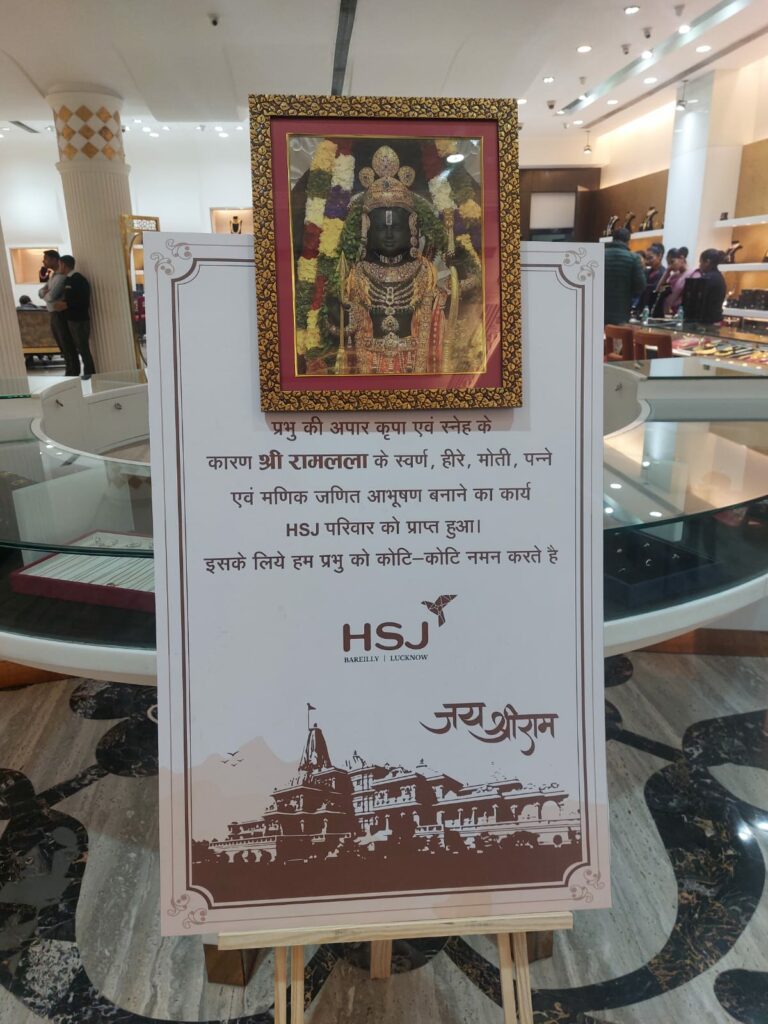 प्रभु की अपार कृपा एवं स्नेह के
कारण श्री रामलला के स्वर्ण, हीरे, मोती, पन्ने
एवं मणिक जणित आभूषण बनाने का कार्य
HSJ परिवार को प्राप्त हुआ।
इसके लिये हम प्रभु को कोटि-कोटि नमन करते है
HSJ
BAREILLY | LUCKNOW
जय श्रीराम